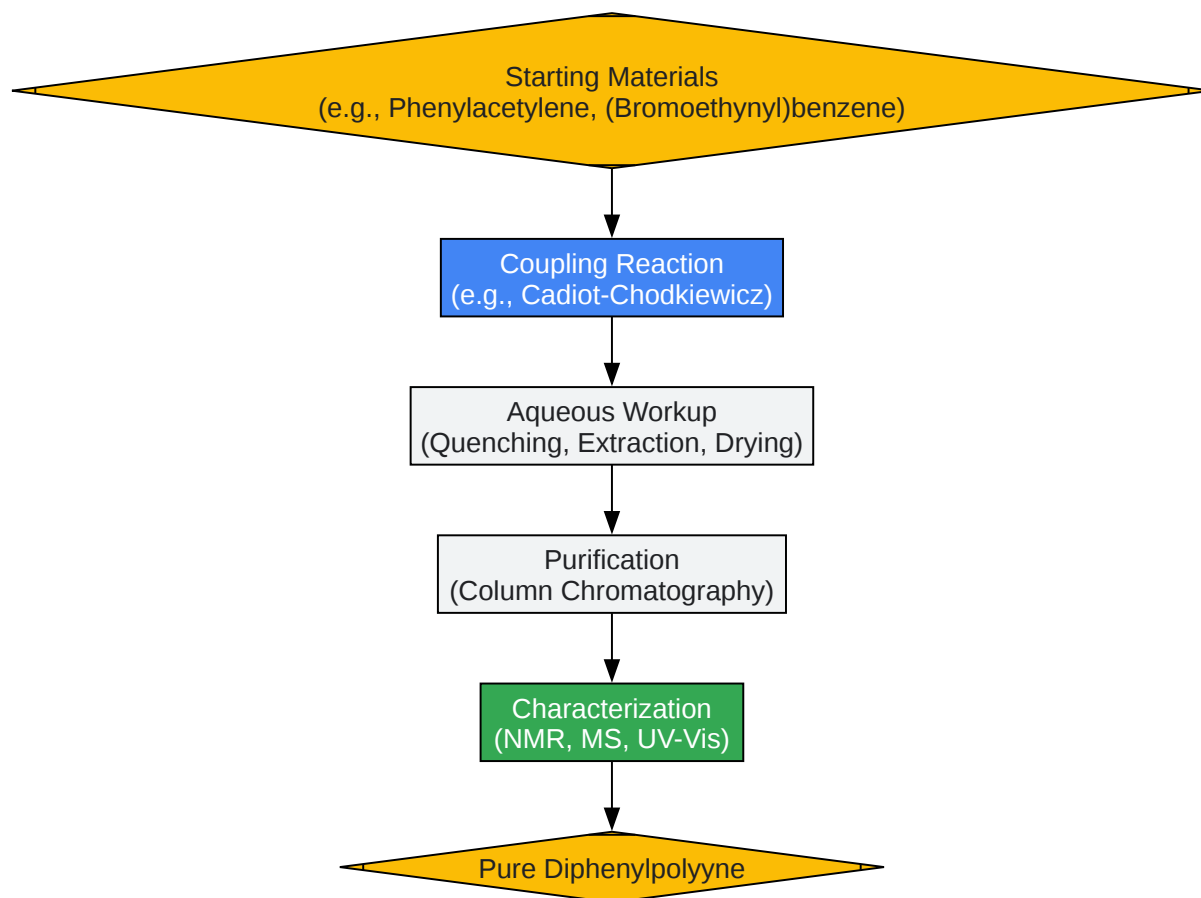 Starting Materials
(e.g., Phenylacetylene, (Bromoethynyl)benzene)
Coupling Reaction
(e.g., Cadiot-Chodkiewicz)
Aqueous Workup
(Quenching, Extraction, Drying)
Purification
(Column Chromatography)
Characterization
(NMR, MS, UV-Vis)
Pure Diphenylpolyyne